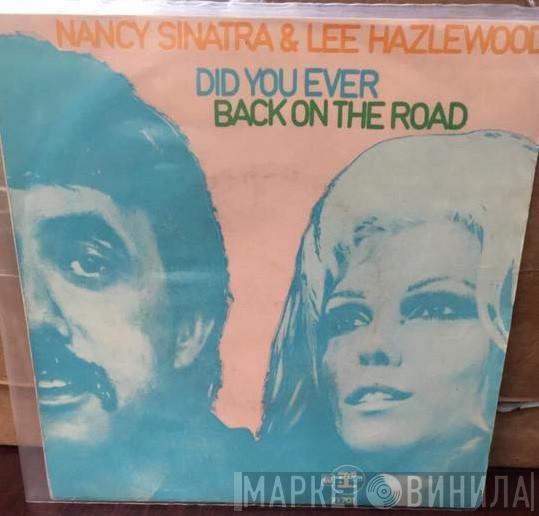 NANCY SINATRA & LEE HAZLEWOOD
DID YOU EVER
BACK ON THE ROAD
МАРКЕТ ВИНИЛА